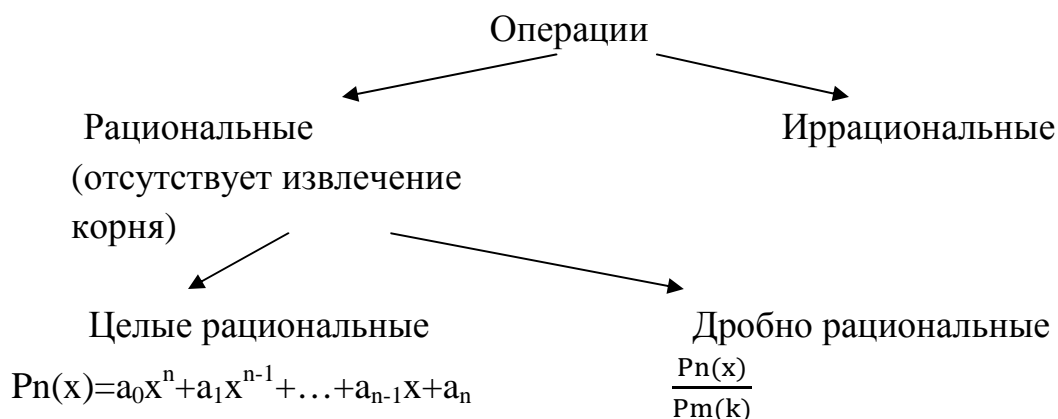 Операции
Рациональные Иррациональные
(отсутствует извлечение
корня)
Целые рациональные Дробно рациональные
Pn(x)=a₀xⁿ+a₁xⁿ⁻¹+…+aₙ₋₁x+aₙ
Pn(x)
Pm(k)